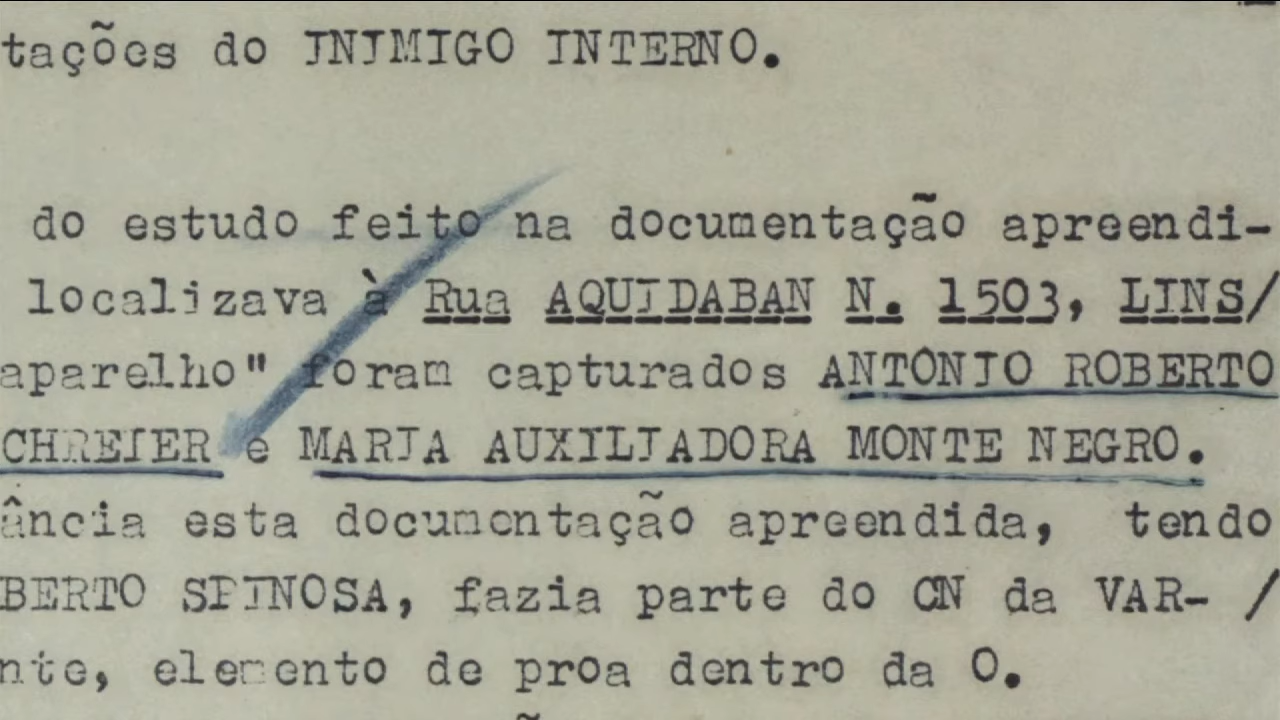 tações do INIMIGO INTERNO.
do estudo feito na documentação apreendi-
localizava à Rua AQUIDABAN N. 1503, LINS/
aparelho" foram capturados ANTÔNIO ROBERTO
CHREIER e MARIA AUXILIADORA MONTE NEGRO.
ância esta documentação apreendida, tendo
BERTO SPINOSA, fazia parte do CN da VAR- /
nte, elemento de proa dentro da O.